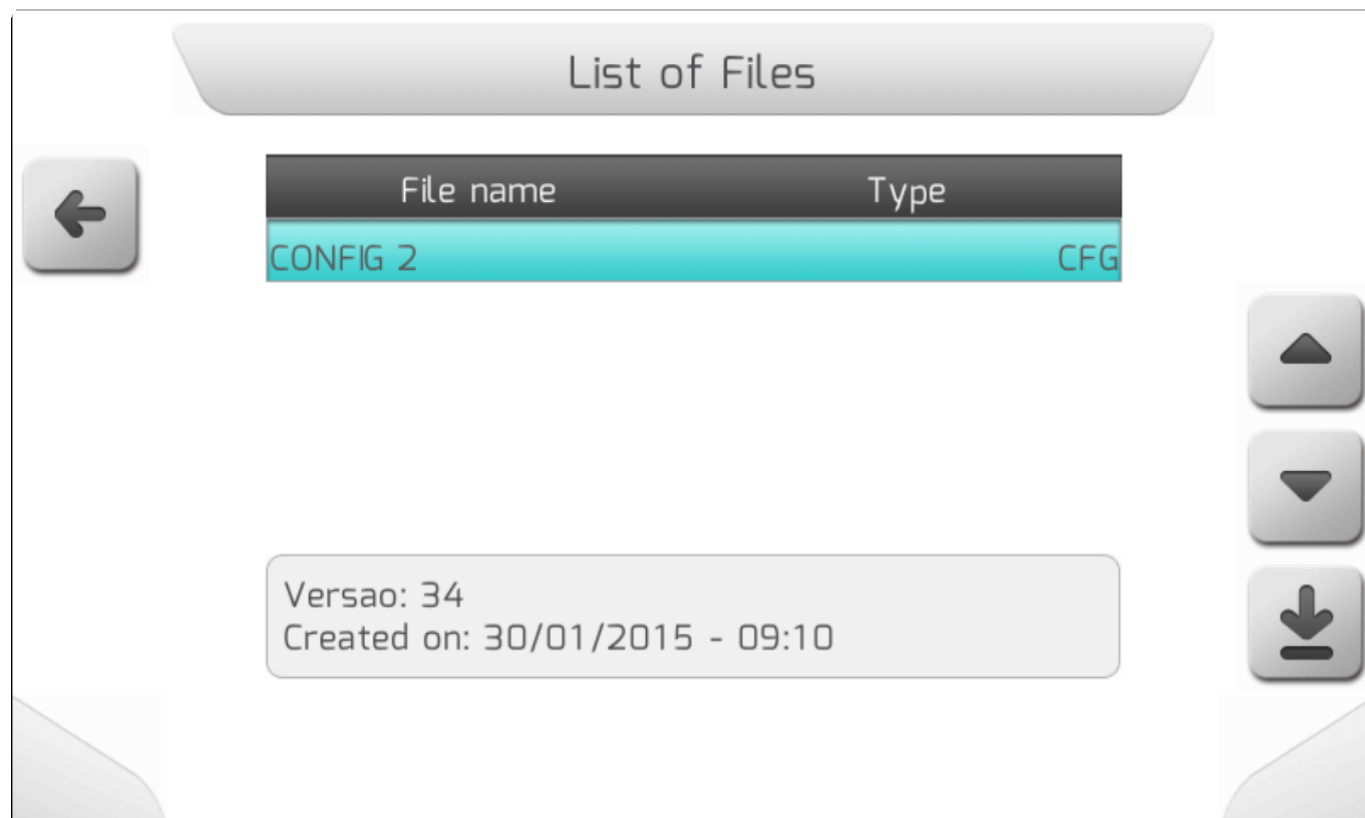 List of Files
File name Type
CONFIG 2 CFG
Versao: 34
Created on: 30/01/2015 - 09:10